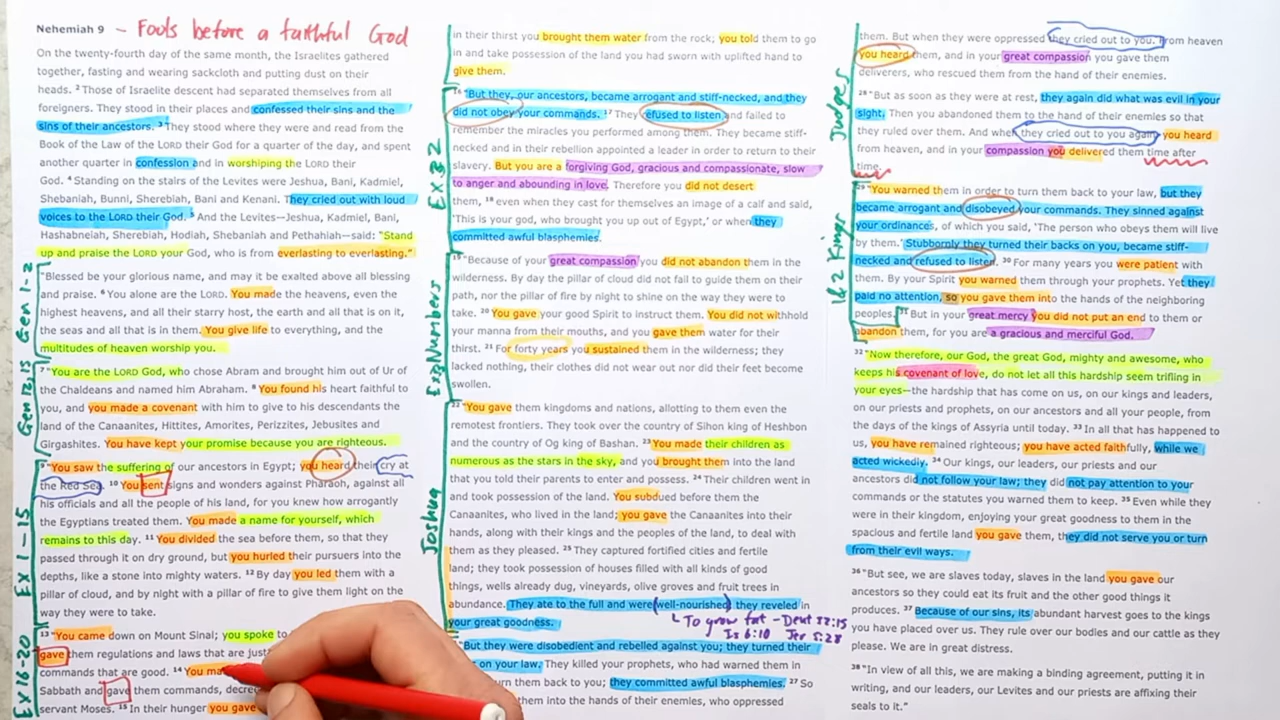 Nehemiah 9 - Fools before a faithful God
On the twenty-fourth day of the same month, the Israelites gathered
together, fasting and wearing sackcloth and putting dust on their
heads. 2 Those of Israelite descent had separated themselves from all
foreigners. They stood in their places and confessed their sins and the
sins of their ancestors. 3 They stood where they were and read from the
Book of the Law of the LORD their God for a quarter of the day, and spent
another quarter in confession and in worshiping the LORD their
God. 4 Standing on the stairs of the Levites were Jeshua, Bani, Kadmiel,
Shebaniah, Bunni, Sherebiah, Bani and Kenani. They cried out with loud
voices to the LORD their God. 5 And the Levites—Jeshua, Kadmiel, Bani,
Hashabneiah, Sherebiah, Hodiah, Shebaniah and Pethahiah—said: "Stand
up and praise the LORD your God, who is from everlasting to everlasting."
Gen 1-2
"Blessed be your glorious name, and may it be exalted above all blessing
and praise. 6 You alone are the LORD. You made the heavens, even the
highest heavens, and all their starry host, the earth and all that is on it,
the seas and all that is in them. You give life to everything, and the
multitudes of heaven worship you.
Gen 12, 15
7 "You are the LORD God, who chose Abram and brought him out of Ur of
the Chaldeans and named him Abraham. 8 You found his heart faithful to
you, and you made a covenant with him to give to his descendants the
land of the Canaanites, Hittites, Amorites, Perizzites, Jebusites and
Girgashites. You have kept your promise because you are righteous.
Ex 1-15
9 "You saw the suffering of our ancestors in Egypt; you heard their cry at
the Red Sea. 10 You sent signs and wonders against Pharaoh, against all
his officials and all the people of his land, for you knew how arrogantly
the Egyptians treated them. You made a name for yourself, which
remains to this day. 11 You divided the sea before them, so that they
passed through it on dry ground, but you hurled their pursuers into the
depths, like a stone into mighty waters. 12 By day you led them with a
pillar of cloud, and by night with a pillar of fire to give them light on the
way they were to take.
Ex 16-20
13 "You came down on Mount Sinai; you spoke to
gave them regulations and laws that are just
commands that are good. 14 You
Sabbath and gave them commands,
servant Moses. 15 In their hunger you gave
in their thirst you brought them water from the rock; you told them to go
in and take possession of the land you had sworn with uplifted hand to
give them.
Ex 32
16 "But they, our ancestors, became arrogant and stiff-necked, and they
did not obey your commands. 17 They refused to listen and failed to
remember the miracles you performed among them. They became stiff-
necked and in their rebellion appointed a leader in order to return to their
slavery. But you are a forgiving God, gracious and compassionate, slow
to anger and abounding in love. Therefore you did not desert
them, 18 even when they cast for themselves an image of a calf and said,
'This is your god, who brought you up out of Egypt,' or when they
committed awful blasphemies.
Numbers
19 "Because of your great compassion you did not abandon them in the
wilderness. By day the pillar of cloud did not fail to guide them on their
path, nor the pillar of fire by night to shine on the way they were to
take. 20 You gave your good Spirit to instruct them. You did not withhold
your manna from their mouths, and you gave them water for their
thirst. 21 For forty years you sustained them in the wilderness; they
lacked nothing, their clothes did not wear out nor did their feet become
swollen.
Joshua
22 "You gave them kingdoms and nations, allotting to them even the
remotest frontiers. They took over the country of Sihon king of Heshbon
and the country of Og king of Bashan. 23 You made their children as
numerous as the stars in the sky, and you brought them into the land
that you told their parents to enter and possess. 24 Their children went in
and took possession of the land. You subdued before them the
Canaanites, who lived in the land; you gave the Canaanites into their
hands, along with their kings and the peoples of the land, to deal with
them as they pleased. 25 They captured fortified cities and fertile
land; they took possession of houses filled with all kinds of good
things, wells already dug, vineyards, olive groves and fruit trees in
abundance. They ate to the full and were (well-nourished) they reveled in
your great goodness.
To grow fat - Deut 32:15
Is 6:10 Jer 5:28
"But they were disobedient and rebelled against you; they turned their
on your law. They killed your prophets, who had warned them in
turn them back to you; they committed awful blasphemies. 27 So
them into the hands of their enemies, who oppressed
Judges
them. But when they were oppressed they cried out to you. From heaven
you heard them, and in your great compassion you gave them
deliverers, who rescued them from the hand of their enemies.
28 "But as soon as they were at rest, they again did what was evil in your
sight. Then you abandoned them to the hand of their enemies so that
they ruled over them. And when they cried out to you again, you heard
from heaven, and in your compassion you delivered them time after
time.
1&2 Kings
29 "You warned them in order to turn them back to your law, but they
became arrogant and disobeyed your commands. They sinned against
your ordinances, of which you said, 'The person who obeys them will live
by them.' Stubbornly they turned their backs on you, became stiff-
necked and refused to listen. 30 For many years you were patient with
them. By your Spirit you warned them through your prophets. Yet they
paid no attention, so you gave them into the hands of the neighboring
peoples. 31 But in your great mercy you did not put an end to them or
abandon them, for you are a gracious and merciful God.
32 "Now therefore, our God, the great God, mighty and awesome, who
keeps his covenant of love, do not let all this hardship seem trifling in
your eyes—the hardship that has come on us, on our kings and leaders,
on our priests and prophets, on our ancestors and all your people, from
the days of the kings of Assyria until today. 33 In all that has happened to
us, you have remained righteous; you have acted faithfully, while we
acted wickedly. 34 Our kings, our leaders, our priests and our
ancestors did not follow your law; they did not pay attention to your
commands or the statutes you warned them to keep. 35 Even while they
were in their kingdom, enjoying your great goodness to them in the
spacious and fertile land you gave them, they did not serve you or turn
from their evil ways.
36 "But see, we are slaves today, slaves in the land you gave our
ancestors so they could eat its fruit and the other good things it
produces. 37 Because of our sins, its abundant harvest goes to the kings
you have placed over us. They rule over our bodies and our cattle as they
please. We are in great distress.
38 "In view of all this, we are making a binding agreement, putting it in
writing, and our leaders, our Levites and our priests are affixing their
seals to it."